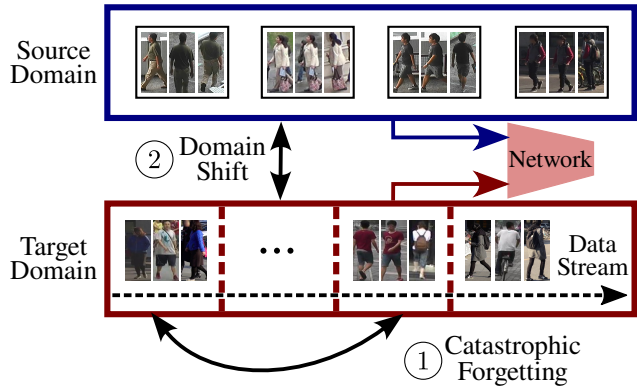 Source
Domain
② Domain
Shift
Network
Target
Domain
...
Data
Stream
① Catastrophic
Forgetting